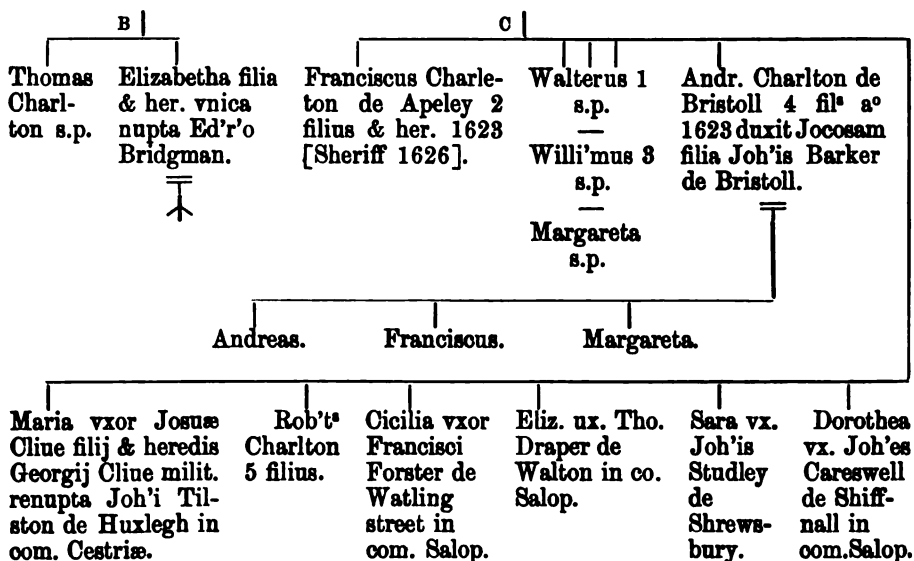 B
C
Thomas
Charl-
ton s.p.
Elizabetha filia
& her. vnica
nupta Ed'r'o
Bridgman.
Franciscus Charle-
ton de Apeley 2
filius & her. 1623
[Sheriff 1626].
Walterus 1
s.p.
—
Willi'mus 3
s.p.
—
Margareta
s.p.
Andr. Charlton de
Bristoll 4 filˢ aᵒ
1623 duxit Jocosam
filia Joh'is Barker
de Bristoll.
Andreas.
Franciscus.
Margareta.
Maria vxor Josuæ
Cliue filij & heredis
Georgij Cliue milit.
renupta Joh'i Til-
ston de Huxlegh in
com. Cestriæ.
Rob'tˢ
Charlton
5 filius.
Cicilia vxor
Francisci
Forster de
Watling
street in
com. Salop.
Eliz. ux. Tho.
Draper de
Walton in co.
Salop.
Sara vx.
Joh'is
Studley
de
Shrews-
bury.
Dorothea
vx. Joh'es
Careswell
de Shiff-
nall in
com.Salop.